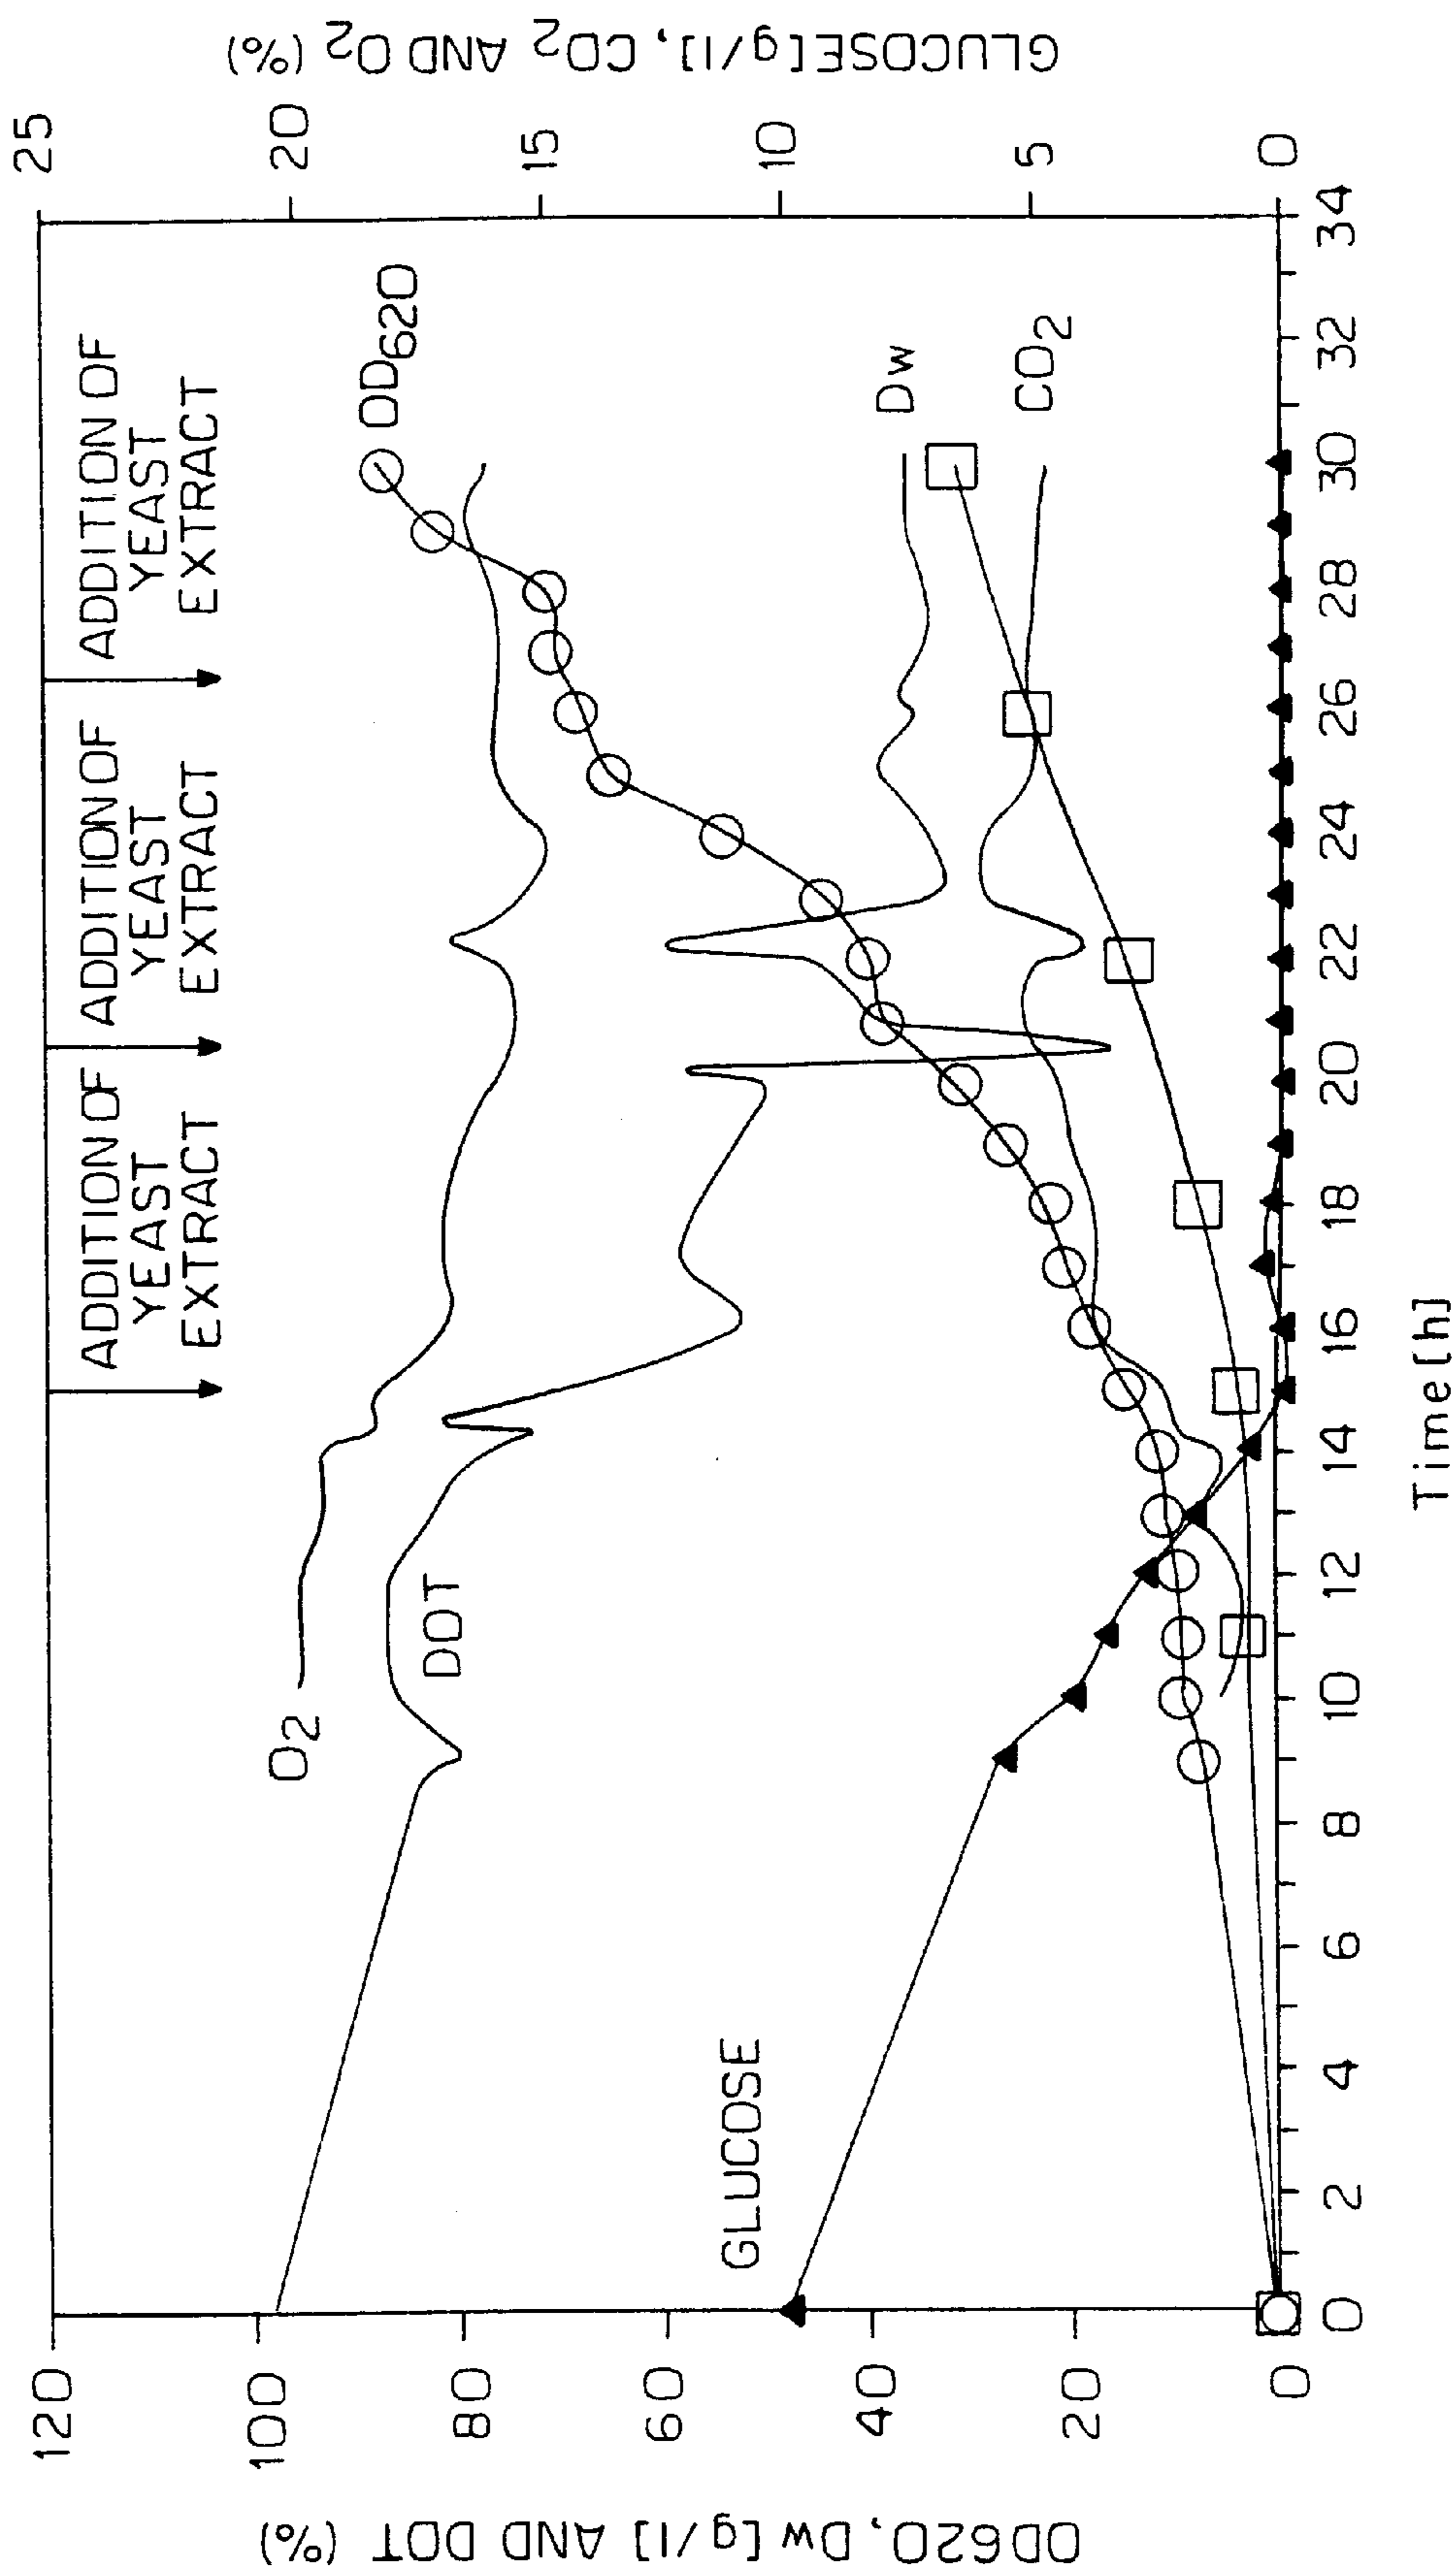 ADDITION OF
YEAST
EXTRACT
ADDITION OF
YEAST
EXTRACT
ADDITION OF
YEAST
EXTRACT
O2
DOT
GLUCOSE
OD620
Dw
CO2
120
100
80
60
40
20
0
OD620, Dw [g/l] AND DOT (%)
25
20
15
10
5
0
GLUCOSE[g/l], CO2 AND O2 (%)
0 2 4 6 8 10 12 14 16 18 20 22 24 26 28 30 32 34
Time[h]